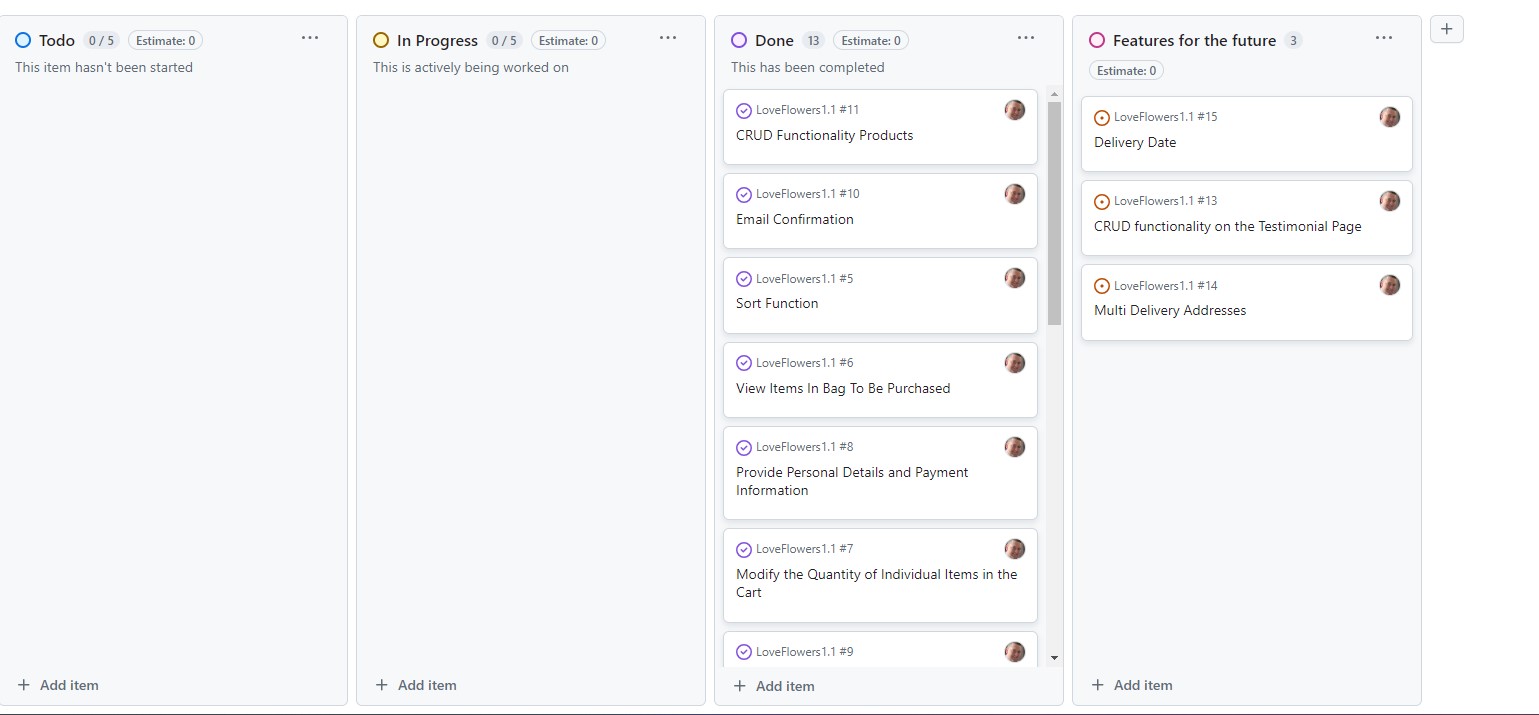 Todo 0 / 5 Estimate: 0
This item hasn't been started
Add item
In Progress 0 / 5 Estimate: 0
This is actively being worked on
Add item
Done 13 Estimate: 0
This has been completed
LoveFlowers1.1 #11
CRUD Functionality Products
LoveFlowers1.1 #10
Email Confirmation
LoveFlowers1.1 #5
Sort Function
LoveFlowers1.1 #6
View Items In Bag To Be Purchased
LoveFlowers1.1 #8
Provide Personal Details and Payment
Information
LoveFlowers1.1 #7
Modify the Quantity of Individual Items in the
Cart
LoveFlowers1.1 #9
Add item
Features for the future 3
Estimate: 0
LoveFlowers1.1 #15
Delivery Date
LoveFlowers1.1 #13
CRUD functionality on the Testimonial Page
LoveFlowers1.1 #14
Multi Delivery Addresses
Add item